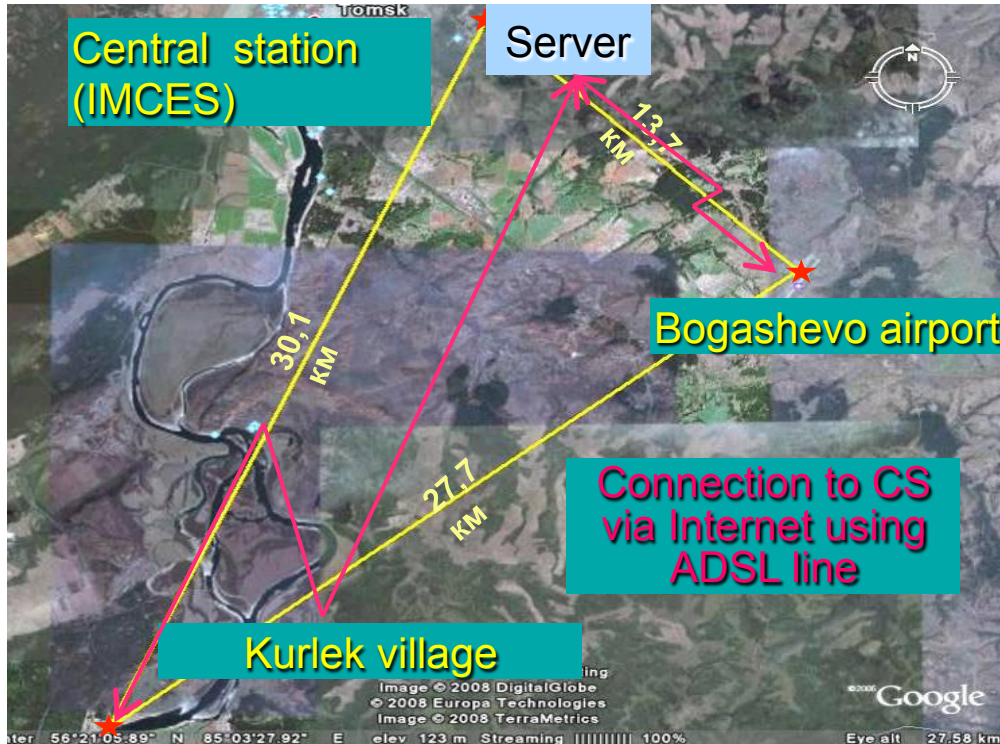 Tomsk
Central station
(IMCES)
Server
N
13,7
км
30,1
км
Bogashevo airport
27,7
км
Connection to CS
via Internet using
ADSL line
Kurlek village
Image © 2008 DigitalGlobe
© 2008 Europa Technologies
Image © 2008 TerraMetrics
©2006 Google
56°21'05.89" N 85°03'27.92" E elev 123 m Streaming |||||||||| 100% Eye alt 27.58 km